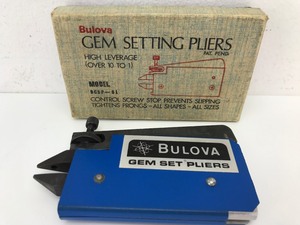 Bulova
GEM SETTING PLIERS
PAT. PEND.
HIGH LEVERAGE
(OVER 10 TO 1)
MODEL
CONTROL SCREW STOP PREVENTS SLIPPING
TIGHTENS PRONGS - ALL SHAPES - ALL SIZES
BULOVA
GEM SET PLIERS